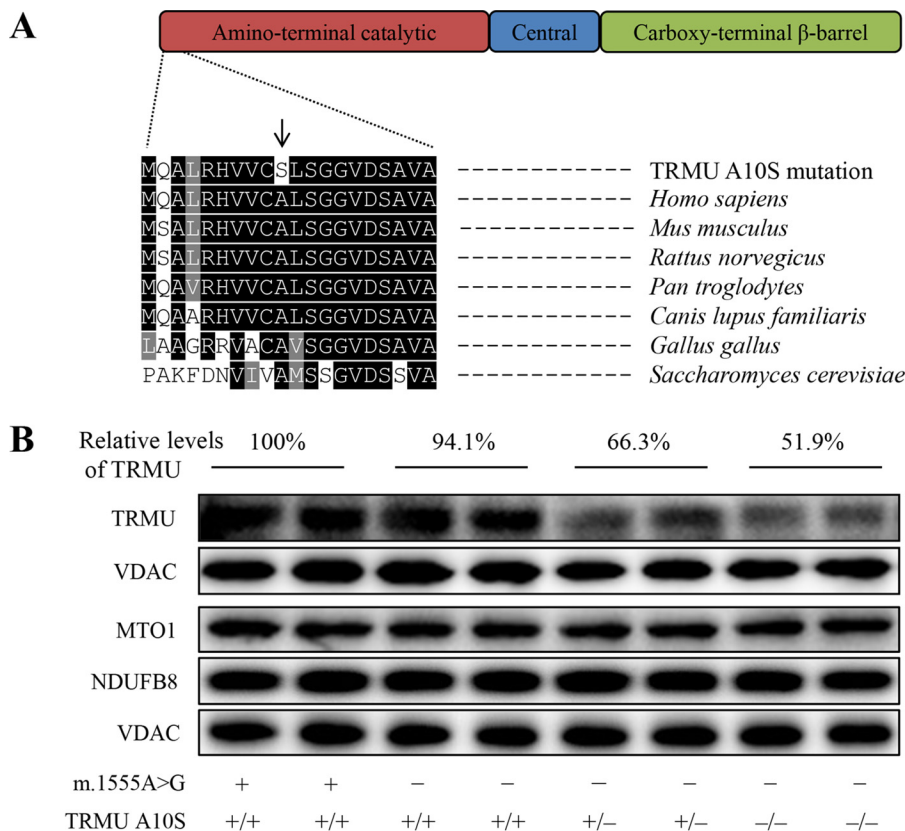 A
Amino-terminal catalytic Central Carboxy-terminal β-barrel
MQALRHVVCSLSGGVDSAVA TRMU A10S mutation
MQALRHVVCALSGGVDSAVA Homo sapiens
MSALRHVVCALSGGVDSAVA Mus musculus
MSALRHVVCALSGGVDSAVA Rattus norvegicus
MQAVRHVVCALSGGVDSAVA Pan troglodytes
MQAARHVVCALSGGVDSAVA Canis lupus familiaris
LAAGRRVACAVSGGVDSAVA Gallus gallus
PAKFDNVIVAMSSGVDSSVA Saccharomyces cerevisiae
B
Relative levels of TRMU 100% 94.1% 66.3% 51.9%
TRMU
VDAC
MTO1
NDUFB8
VDAC
m.1555A>G + + – – – – – –
TRMU A10S +/+ +/+ +/+ +/+ +/– +/– –/– –/–